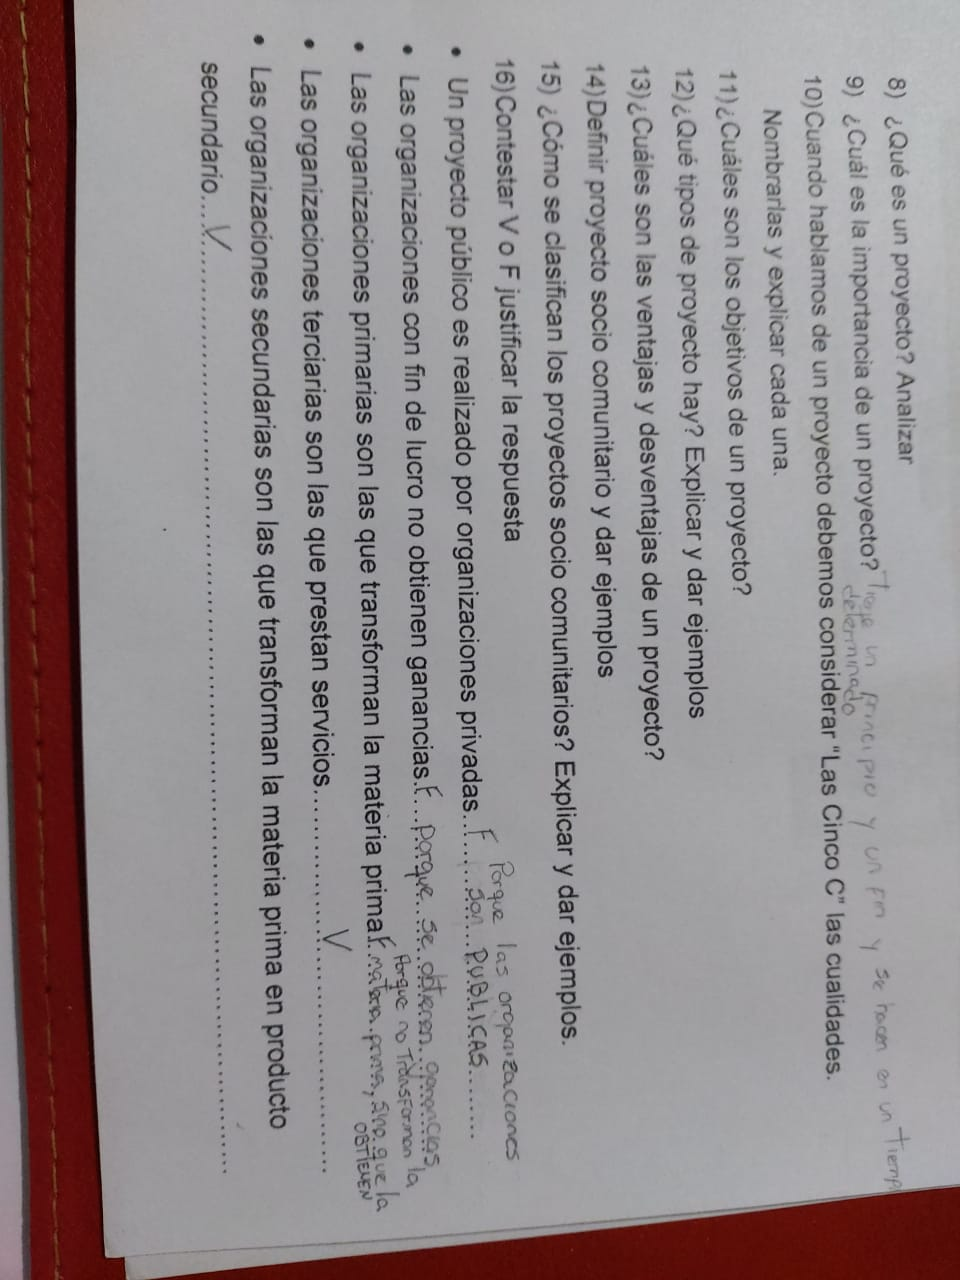 8) ¿Qué es un proyecto? Analizar
9) ¿Cuál es la importancia de un proyecto? Tiene un principio y un fin y se hacen en un tiemp
determinado
10)Cuando hablamos de un proyecto debemos considerar "Las Cinco C" las cualidades.
Nombrarlas y explicar cada una.
11)¿Cuáles son los objetivos de un proyecto?
12)¿Qué tipos de proyecto hay? Explicar y dar ejemplos
13)¿Cuáles son las ventajas y desventajas de un proyecto?
14)Definir proyecto socio comunitario y dar ejemplos
15) ¿Cómo se clasifican los proyectos socio comunitarios? Explicar y dar ejemplos.
16)Contestar V o F justificar la respuesta
Porque las organizaciones
• Un proyecto público es realizado por organizaciones privadas...F...son...PUBLICAS.......
• Las organizaciones con fin de lucro no obtienen ganancias.F...porque...se obtienen ganancias
Porque no Transforman la
• Las organizaciones primarias son las que transforman la materia prima F materia prima, sino que la
OBTIENEN
• Las organizaciones terciarias son las que prestan servicios..............V..............
• Las organizaciones secundarias son las que transforman la materia prima en producto
secundario...V..............